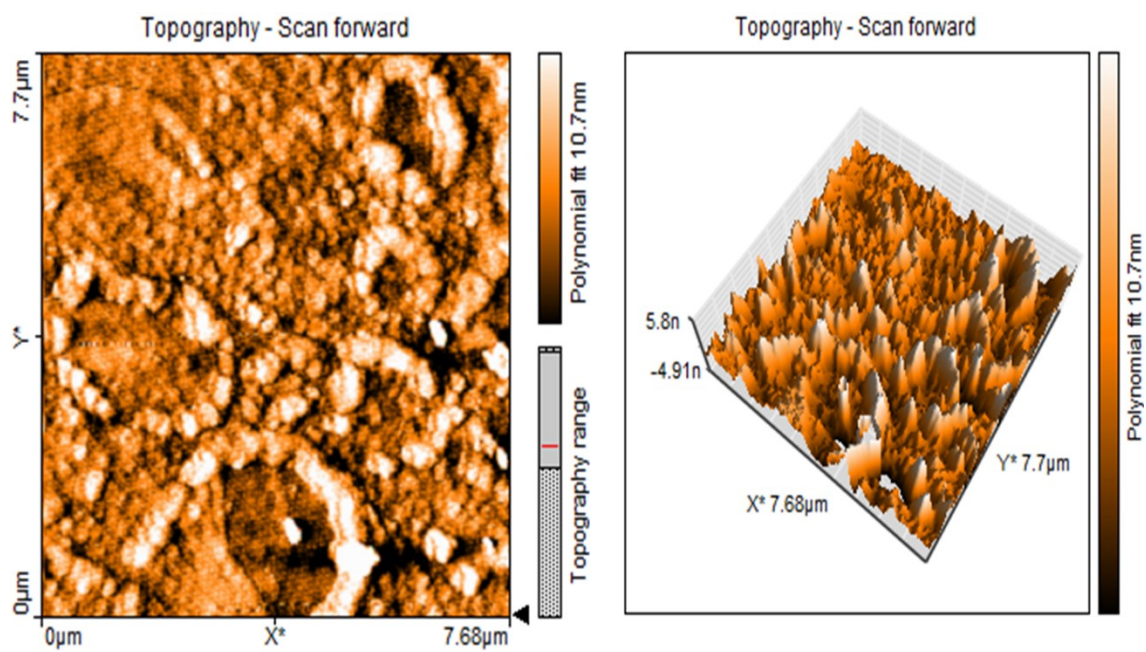 Topography - Scan forward
7.7µm
Y*
0µm
0µm
X*
7.68µm
Polynomial fit 10.7nm
Topography range
Topography - Scan forward
5.8n
-4.91n
X* 7.68µm
Y* 7.7µm
Polynomial fit 10.7nm